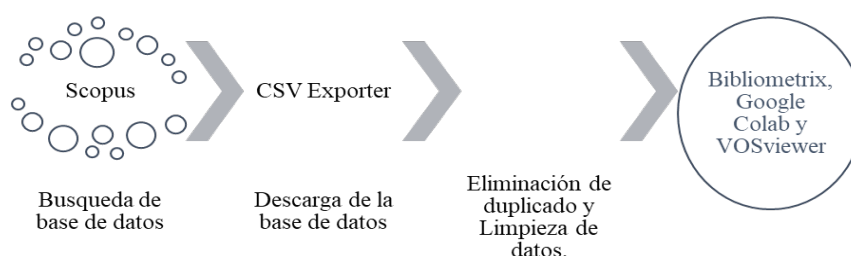 Scopus
CSV Exporter
Bibliometrix,
Google
Colab y
VOSviewer
Busqueda de
base de datos
Descarga de la
base de datos
Eliminación de
duplicado y
Limpieza de
datos.